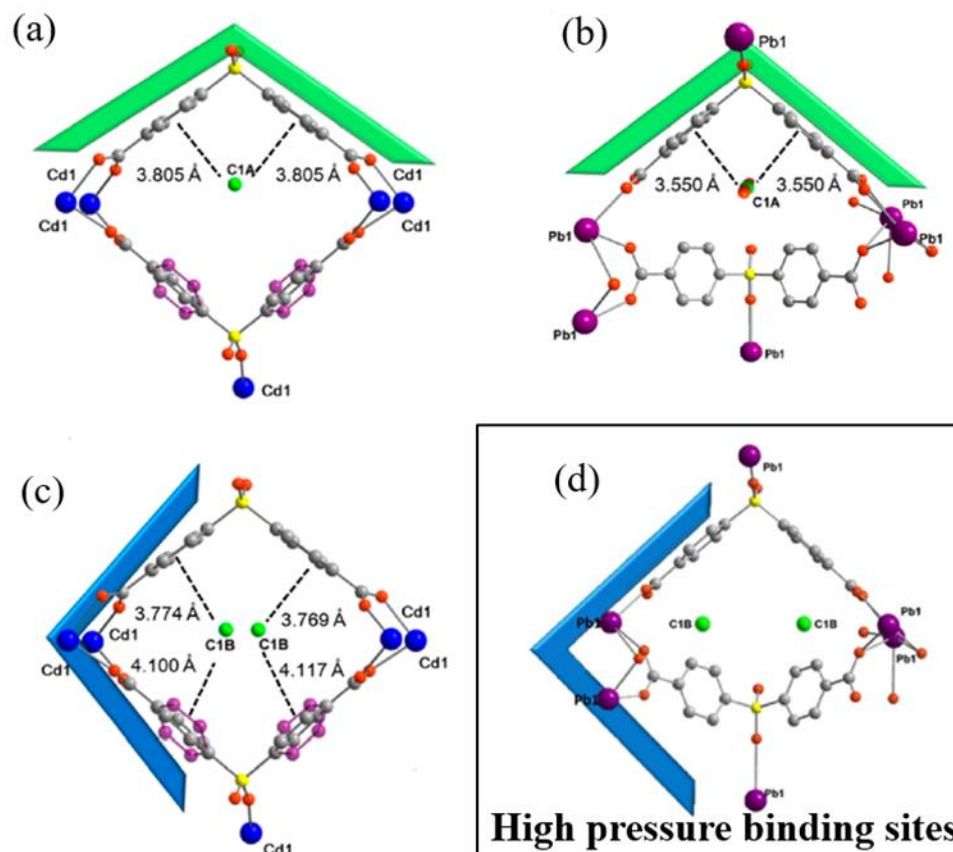 (a)
C1A
3.805 Å
3.805 Å
Cd1
Cd1
Cd1
Cd1
Cd1
(b)
Pb1
3.550 Å
3.550 Å
C1A
Pb1
Pb1
Pb1
Pb1
Pb1
(c)
3.774 Å
3.769 Å
C1B
C1B
4.100 Å
4.117 Å
Cd1
Cd1
Cd1
Cd1
Cd1
(d)
Pb1
C1B
C1B
Pb1
Pb1
Pb1
Pb1
Pb1
High pressure binding sites